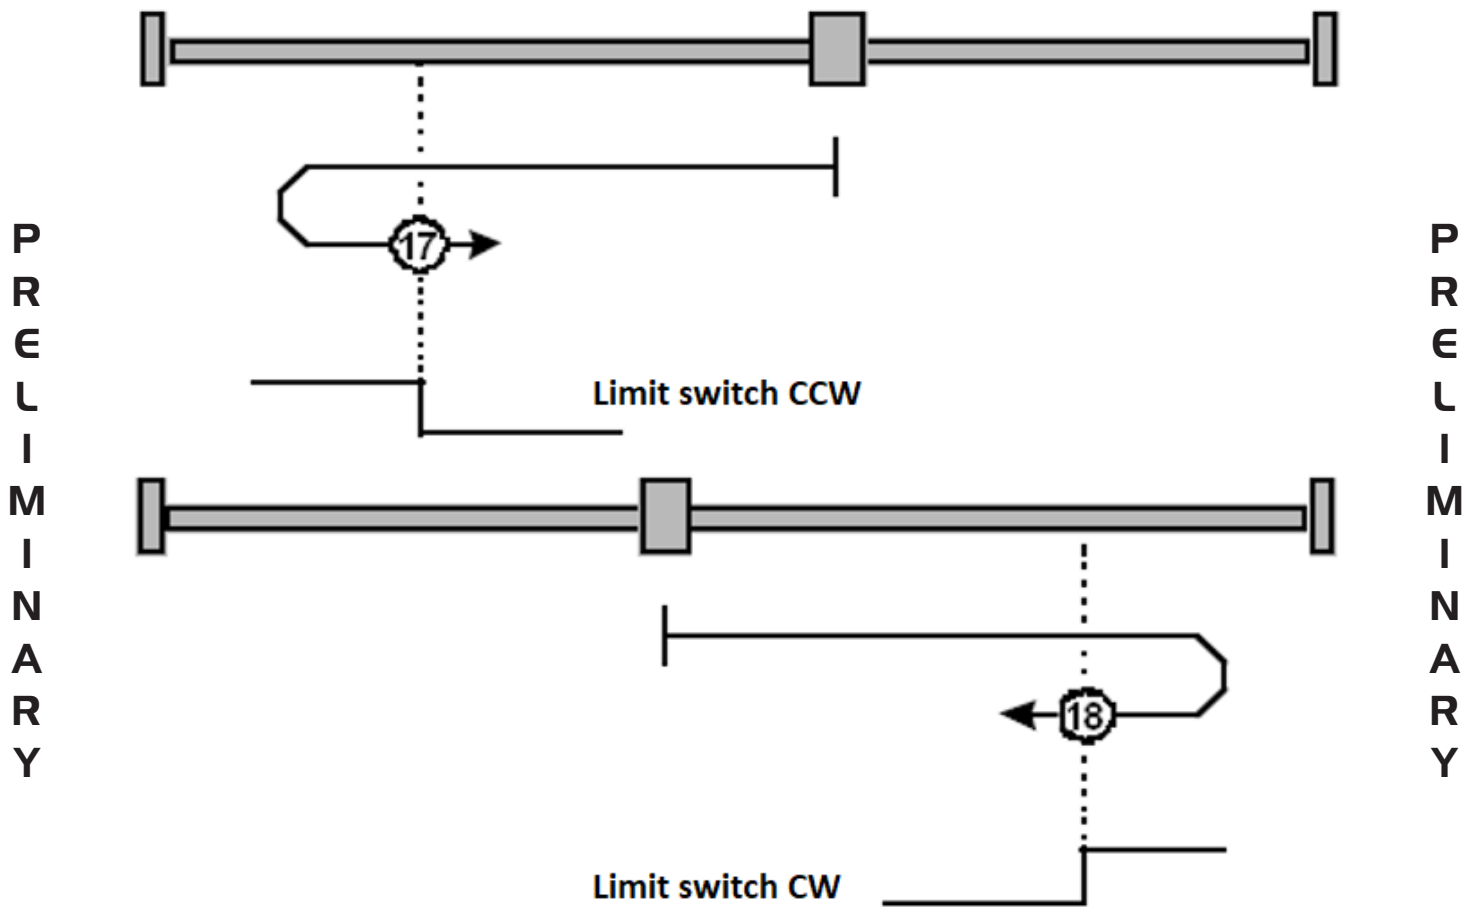 PRELIMINARY
17
Limit switch CCW
18
Limit switch CW
PRELIMINARY